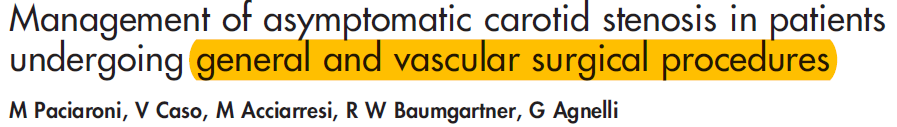 Management of asymptomatic carotid stenosis in patients
undergoing general and vascular surgical procedures
M Paciaroni, V Caso, M Acciarresi, R W Baumgartner, G Agnelli